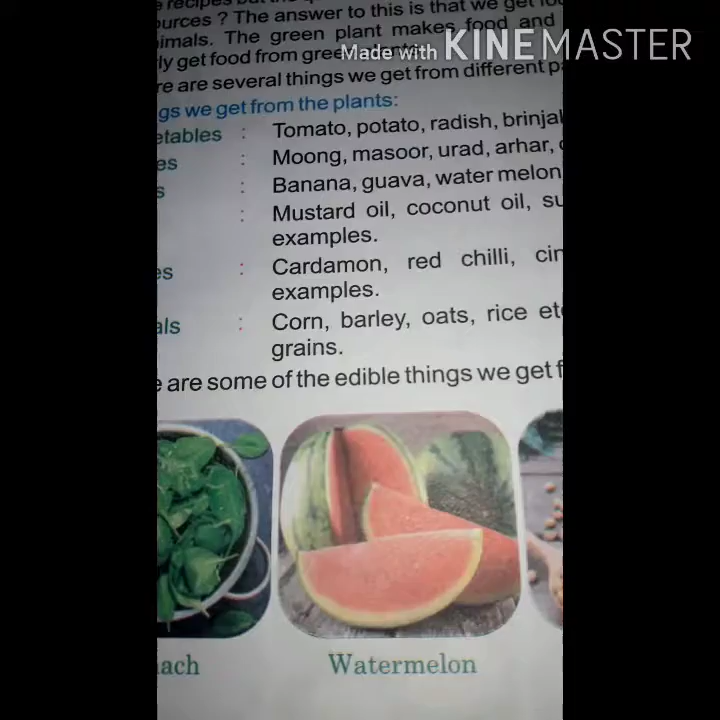 recipes but the
ources ? The answer to this is that we get
imals. The green plant makes food and
ly get food from
Made with KINEMASTER
re are several things we get from different
gs we get from the plants:
etables : Tomato, potato, radish, brinjal
es : Moong, masoor, urad, arhar,
s : Banana, guava, water melon
: Mustard oil, coconut oil, su
examples.
es : Cardamon, red chilli, cin
examples.
als : Corn, barley, oats, rice et
grains.
e are some of the edible things we get f
ach
Watermelon